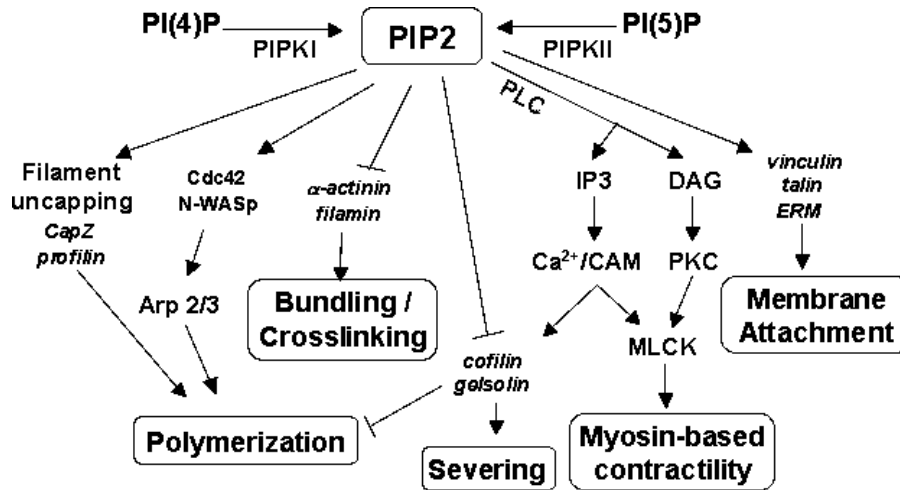 PI(4)P
PIPKI
PIP2
PI(5)P
PIPKII
PLC
Filament
uncapping
CapZ
profilin
Cdc42
N-WASp
α-actinin
filamin
IP3
DAG
vinculin
talin
ERM
Arp 2/3
Bundling /
Crosslinking
Ca²⁺/CAM
PKC
Membrane
Attachment
cofilin
gelsolin
MLCK
Polymerization
Severing
Myosin-based
contractility